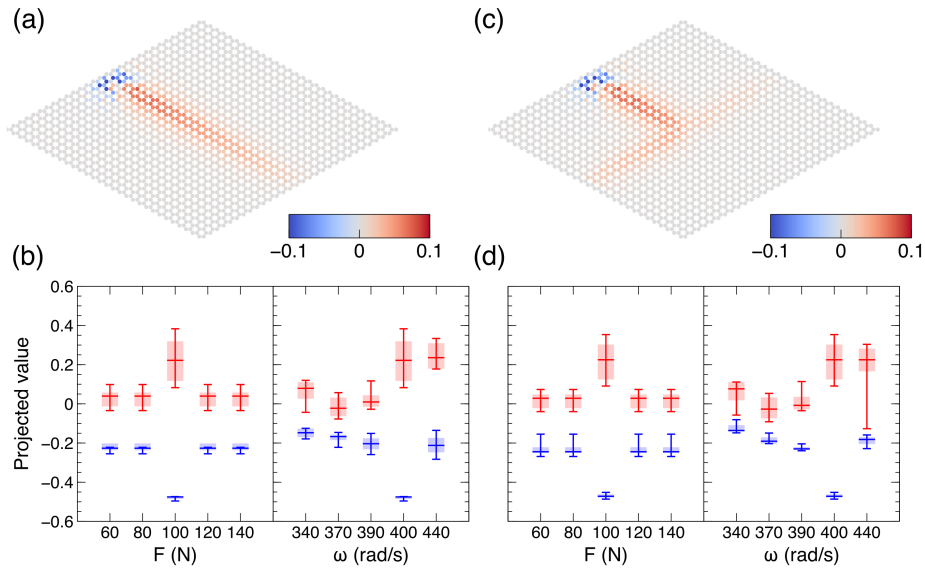 (a)
(c)
−0.1 0 0.1
−0.1 0 0.1
(b)
(d)
Projected value
0.6
0.4
0.2
0
−0.2
−0.4
−0.6
60 80 100 120 140
340 370 390 400 440
60 80 100 120 140
340 370 390 400 440
F (N)
ω (rad/s)
F (N)
ω (rad/s)